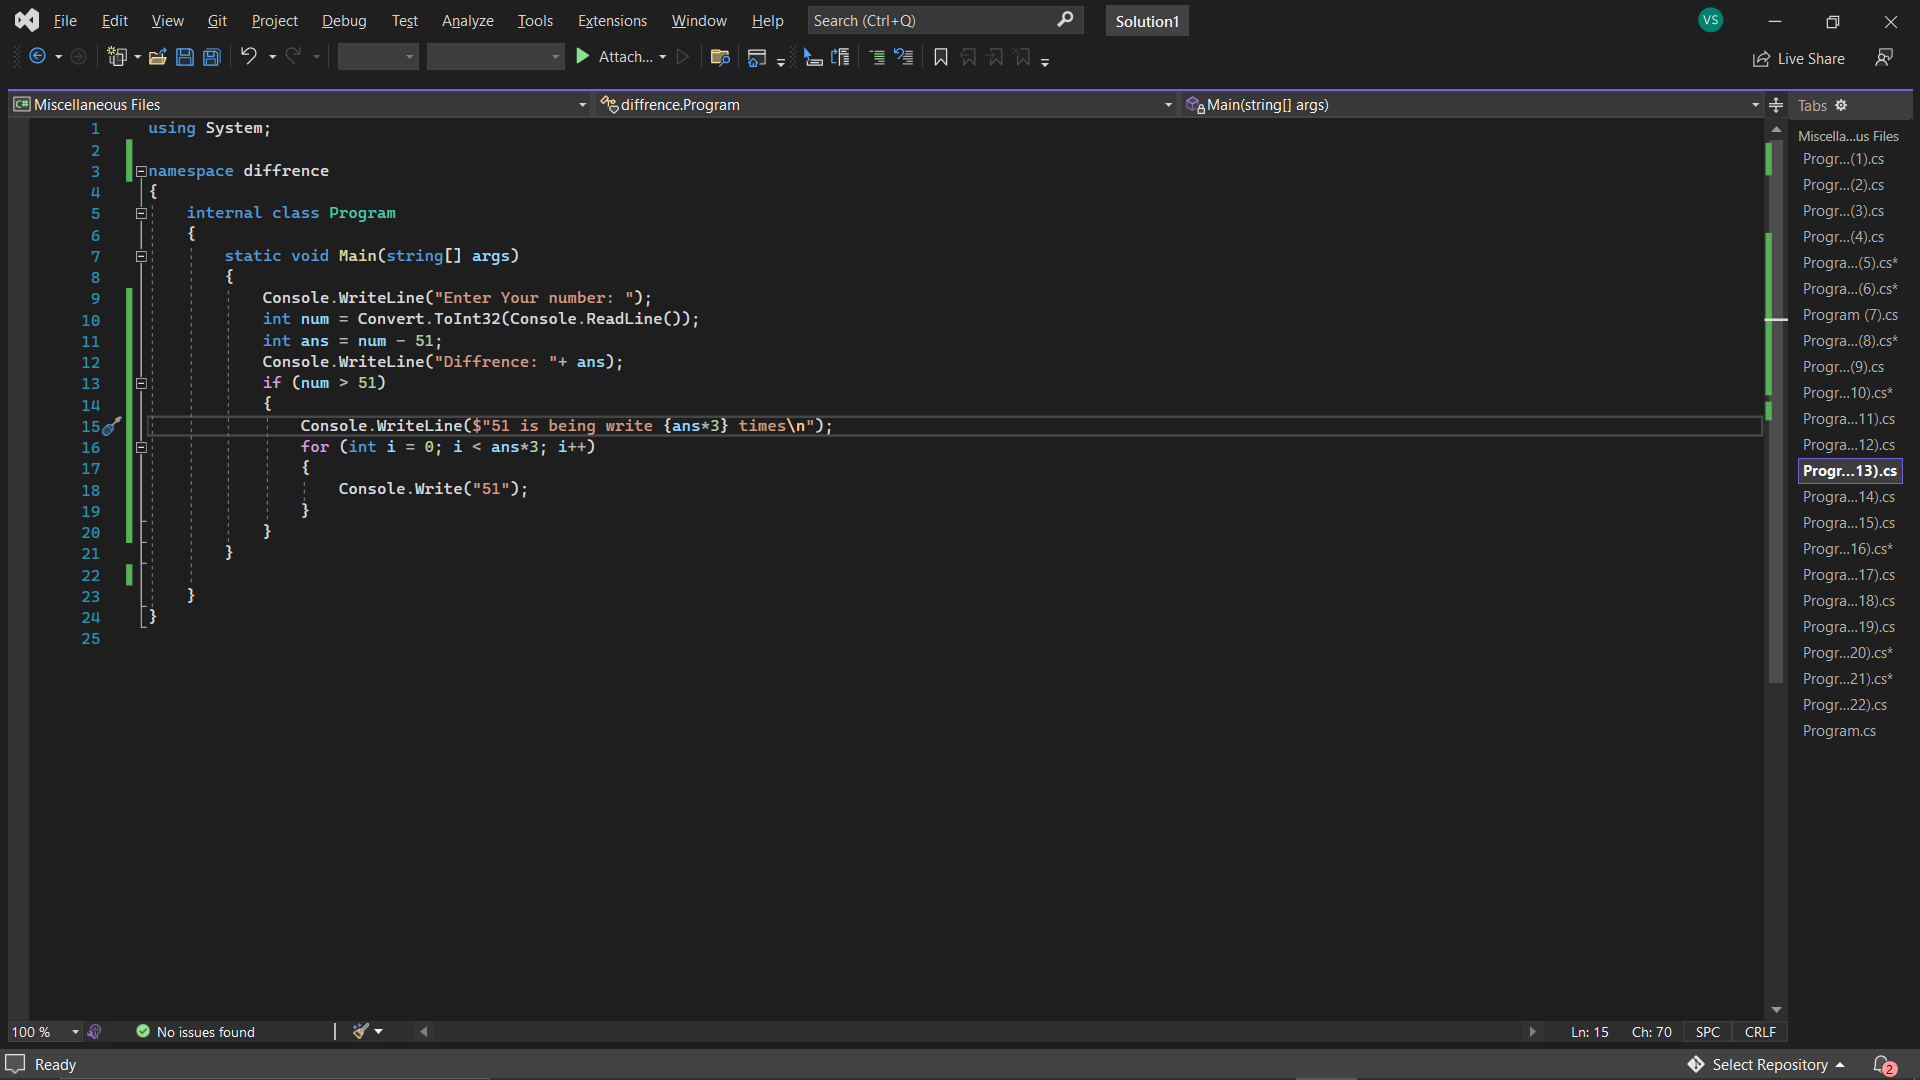 File Edit View Git Project Debug Test Analyze Tools Extensions Window Help Search (Ctrl+Q) Solution1 VS
Attach... Live Share
C# Miscellaneous Files diffrence.Program Main(string[] args) Tabs
1 using System;
2
3 namespace diffrence
4 {
5 internal class Program
6 {
7 static void Main(string[] args)
8 {
9 Console.WriteLine("Enter Your number: ");
10 int num = Convert.ToInt32(Console.ReadLine());
11 int ans = num - 51;
12 Console.WriteLine("Diffrence: "+ ans);
13 if (num > 51)
14 {
15 Console.WriteLine($"51 is being write {ans*3} times\n");
16 for (int i = 0; i < ans*3; i++)
17 {
18 Console.Write("51");
19 }
20 }
21 }
22
23 }
24 }
25
Miscella...us Files
Progr...(1).cs
Progr...(2).cs
Progr...(3).cs
Progr...(4).cs
Progra...(5).cs*
Progra...(6).cs*
Program (7).cs
Progra...(8).cs*
Progr...(9).cs
Progr...10).cs*
Progra...11).cs
Progra...12).cs
Progr...13).cs
Progra...14).cs
Progra...15).cs
Progr...16).cs*
Progra...17).cs
Progra...18).cs
Progra...19).cs
Progr...20).cs*
Progr...21).cs*
Progr...22).cs
Program.cs
100 % No issues found Ln: 15 Ch: 70 SPC CRLF
Ready Select Repository 2